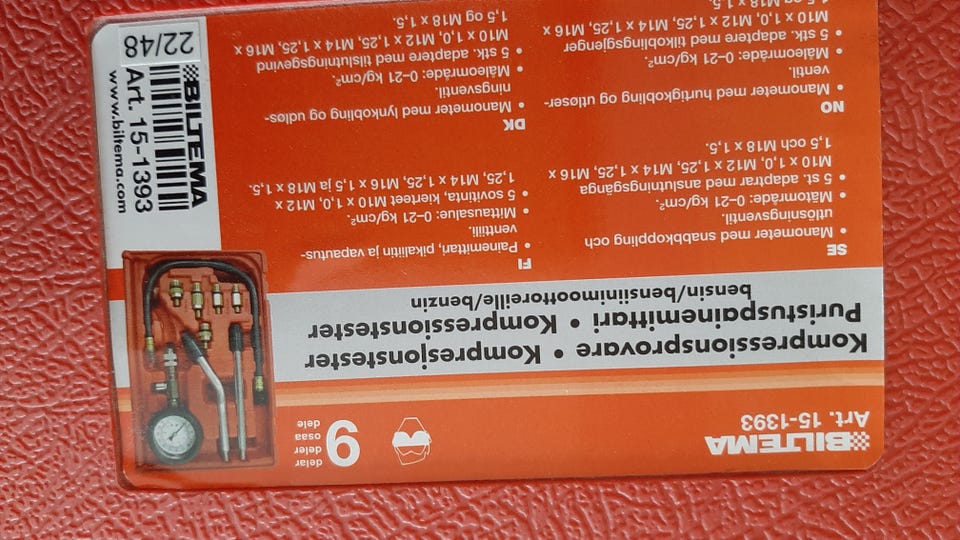 BILTEMA
Art. 15-1393
9
delar
deler
osaa
dele
Kompressionsprovare • Kompresjonstester
Puristuspainemittari • Kompressionstester
bensin/bensiinimoottoreille/benzin
SE
• Manometer med snabbkoppling och
utlösningsventil.
• Mätområde: 0–21 kg/cm².
• 5 st. adaptrar med anslutningsgänga
M10 x 1,0, M12 x 1,25, M14 x 1,25, M16 x
1,5 och M18 x 1,5.
FI
• Painemittari, pikaliitin ja vapautus-
venttiili.
• Mittausalue: 0–21 kg/cm².
• 5 sovitinta, kierteet M10 x 1,0, M12 x
1,25, M14 x 1,25, M16 x 1,5 ja M18 x 1,5.
NO
• Manometer med hurtigkobling og utløser-
ventil.
• Måleområde: 0–21 kg/cm².
• 5 stk. adaptere med tilkoblingsgjenger
M10 x 1,0, M12 x 1,25, M14 x 1,25, M16 x
1,5 og M18 x 1,5.
DK
• Manometer med lynkobling og udløs-
ningsventil.
• Måleområde: 0–21 kg/cm².
• 5 stk. adaptere med tilslutningsgevind
M10 x 1,0, M12 x 1,25, M14 x 1,25, M16 x
1,5 og M18 x 1,5.
BILTEMA
Art. 15-1393
www.biltema.com
22/48